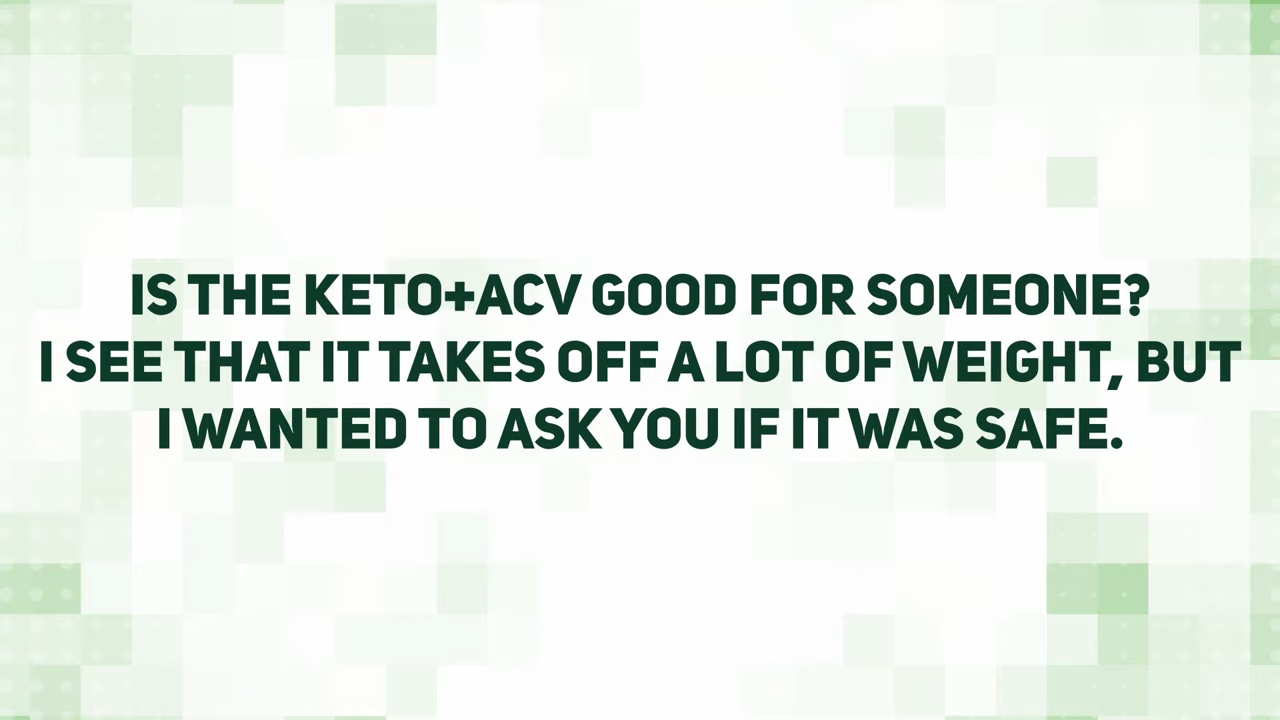 IS THE KETO+ACV GOOD FOR SOMEONE?
I SEE THAT IT TAKES OFF A LOT OF WEIGHT, BUT
I WANTED TO ASK YOU IF IT WAS SAFE.